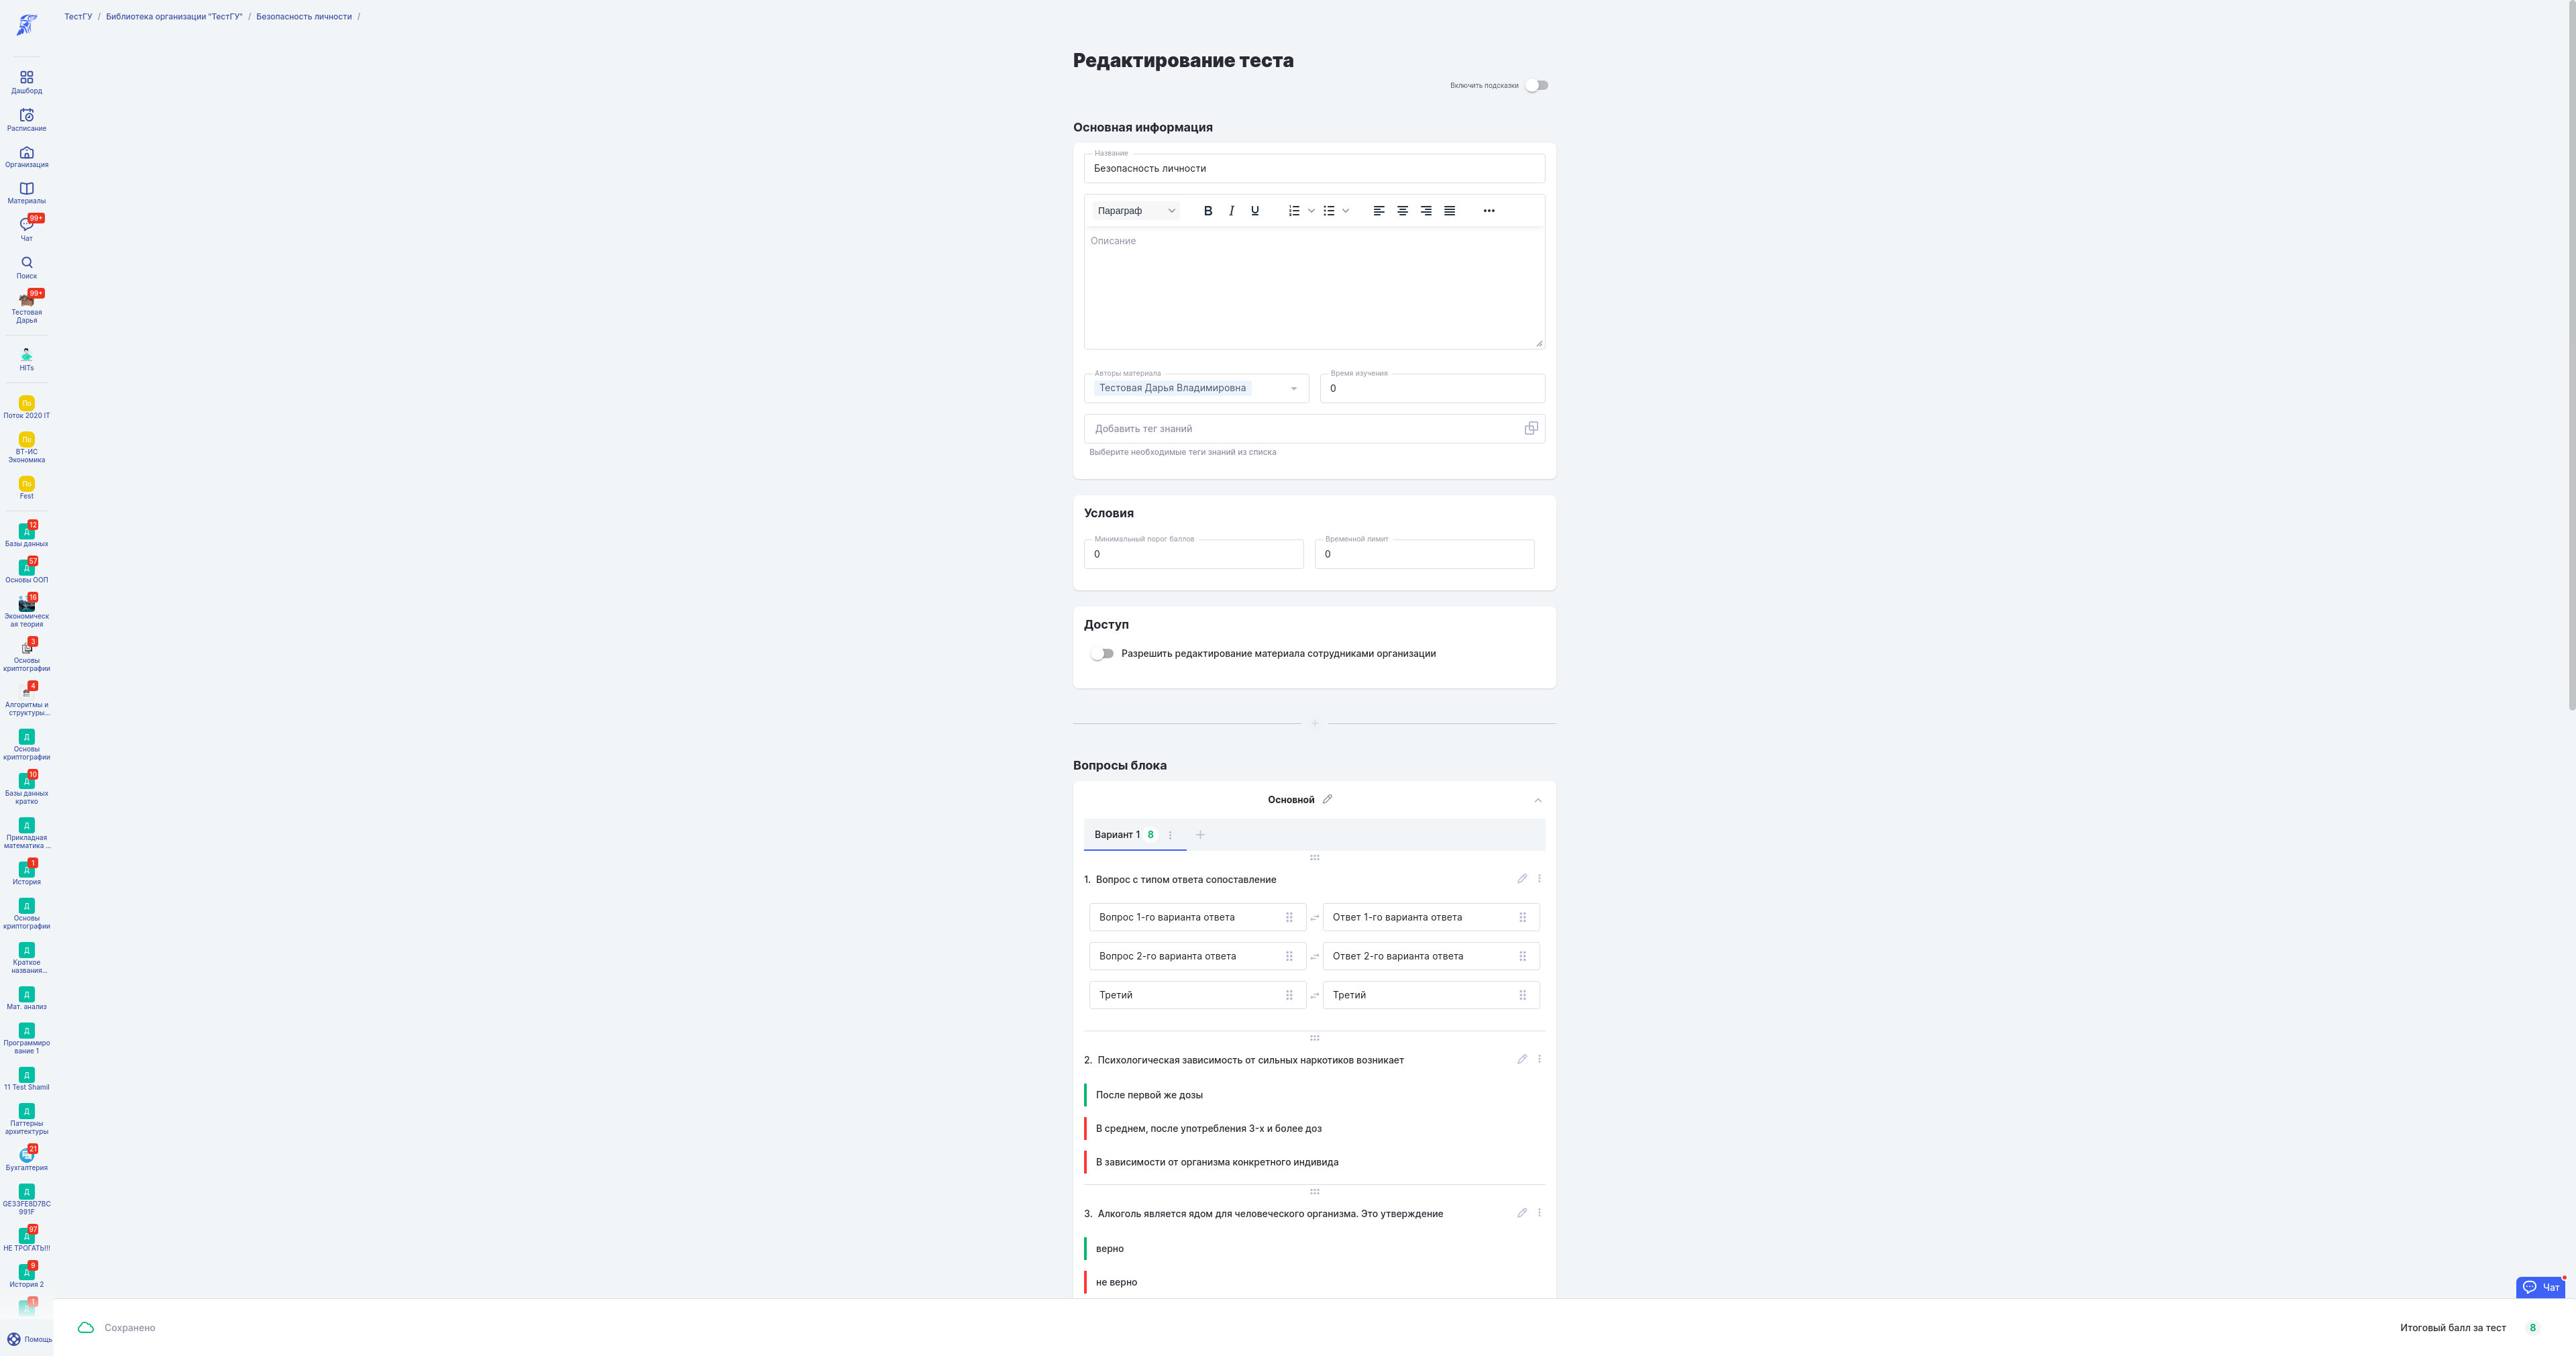 ТестГУ / Библиотека организации "ТестГУ" / Безопасность личности /
Дашборд
Расписание
Организация
Материалы
99+
Чат
Поиск
99+
Тестовая
Дарья
HITs
По
Поток 2020 IT
По
ВТ-ИС
Экономика
По
Fest
12
Д
Базы данных
57
Д
Основы ООП
16
Экономическ
ая теория
3
Основы
криптографии
4
Алгоритмы и
структуры...
Д
Основы
криптографии
10
Д
Базы данных
кратко
Д
Прикладная
математика ...
1
Д
История
Д
Основы
криптографии
Д
Краткое
названия...
Д
Мат. анализ
Д
Программиро
вание 1
Д
11 Test Shamil
Д
Паттерны
архитектуры
21
Бухгалтерия
Д
GE33FE8D7BC
991F
97
Д
НЕ ТРОГАТЬ!!!
9
Д
История 2
1
Д
Помощь
Редактирование теста
Включить подсказки
Основная информация
Название
Безопасность личности
Параграф B I U
Описание
Авторы материала
Тестовая Дарья Владимировна
Время изучения
0
Добавить тег знаний
Выберите необходимые теги знаний из списка
Условия
Минимальный порог баллов
0
Временной лимит
0
Доступ
Разрешить редактирование материала сотрудниками организации
Вопросы блока
Основной
Вариант 1 8
1. Вопрос с типом ответа сопоставление
Вопрос 1-го варианта ответа
Ответ 1-го варианта ответа
Вопрос 2-го варианта ответа
Ответ 2-го варианта ответа
Третий
Третий
2. Психологическая зависимость от сильных наркотиков возникает
После первой же дозы
В среднем, после употребления 3-х и более доз
В зависимости от организма конкретного индивида
3. Алкоголь является ядом для человеческого организма. Это утверждение
верно
не верно
Чат
Сохранено
Итоговый балл за тест 8